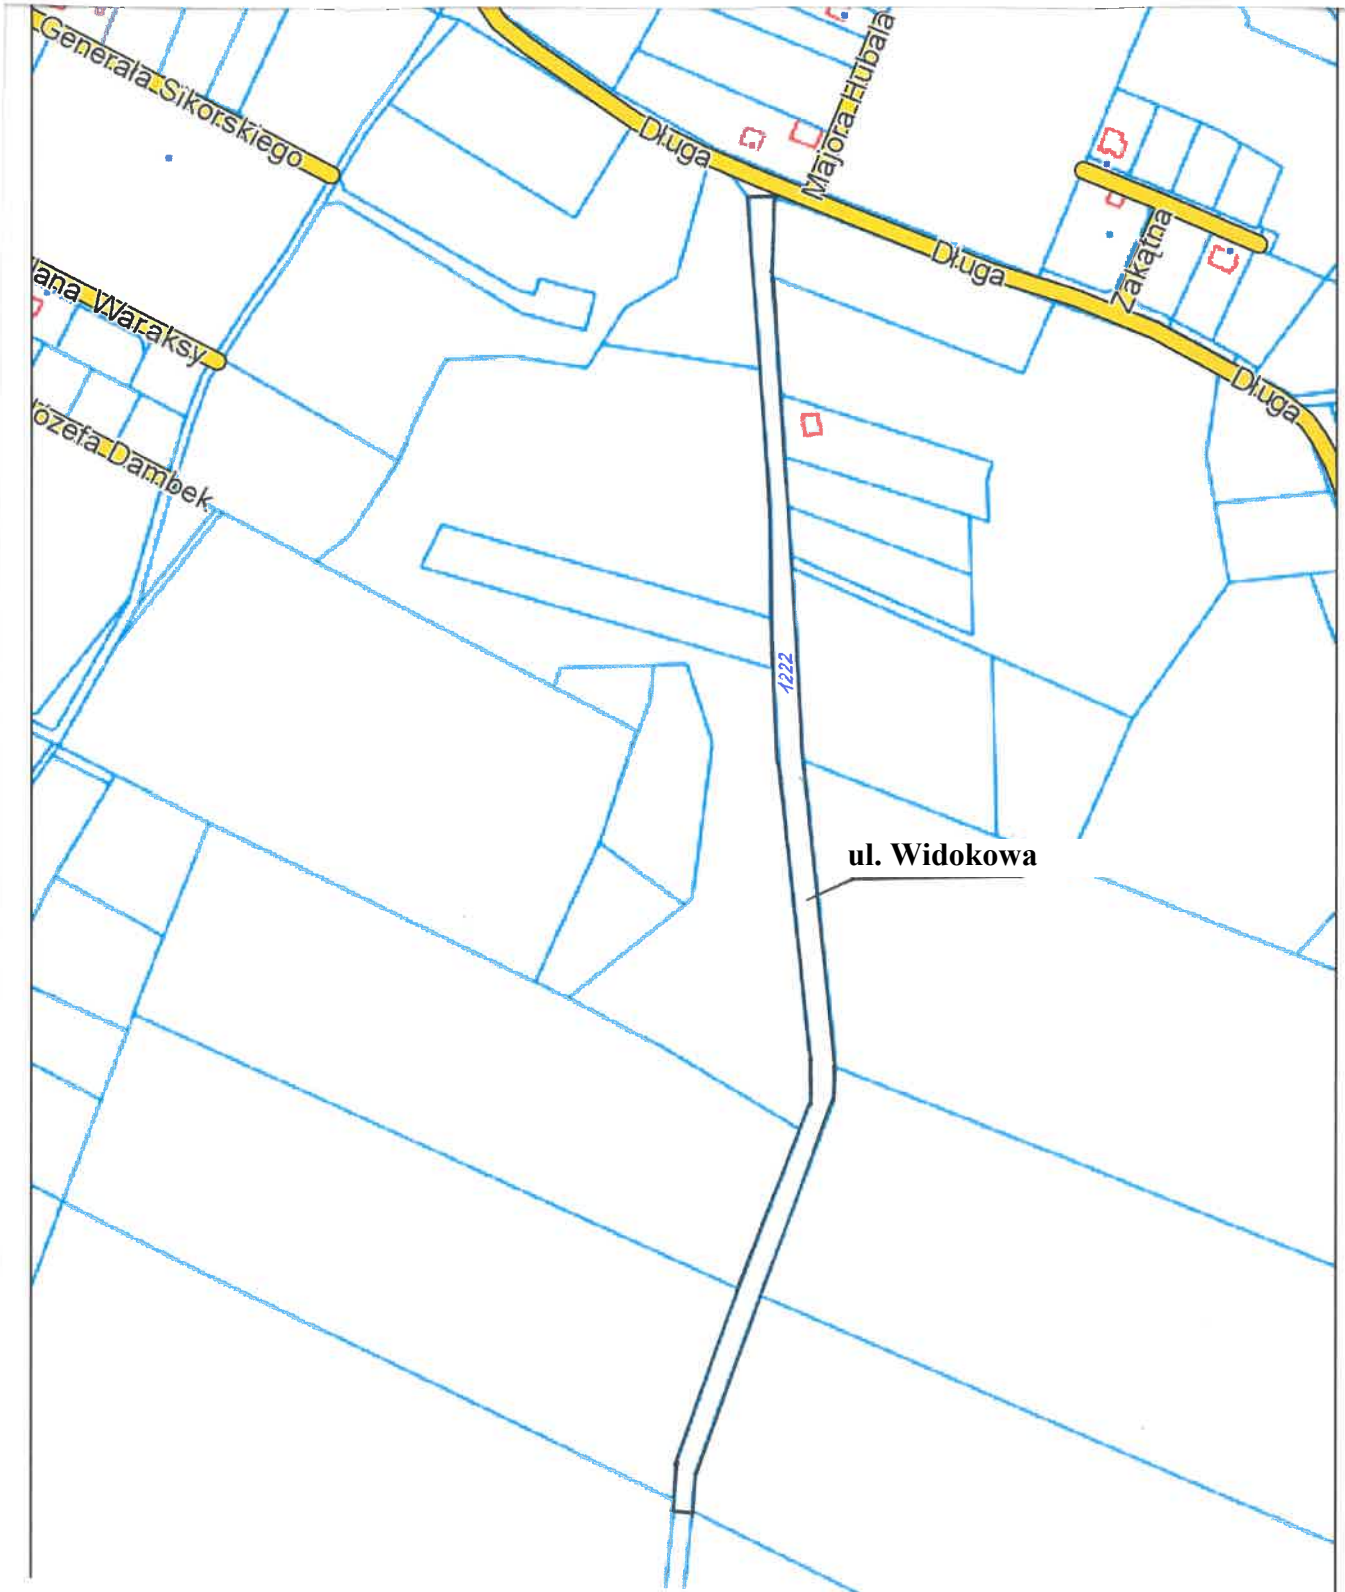 Generała Sikorskiego
Długa
Majora Hubala
Długa
Zakątna
Jana Waraksy
Długa
Józefa Dambek
1222
ul. Widokowa